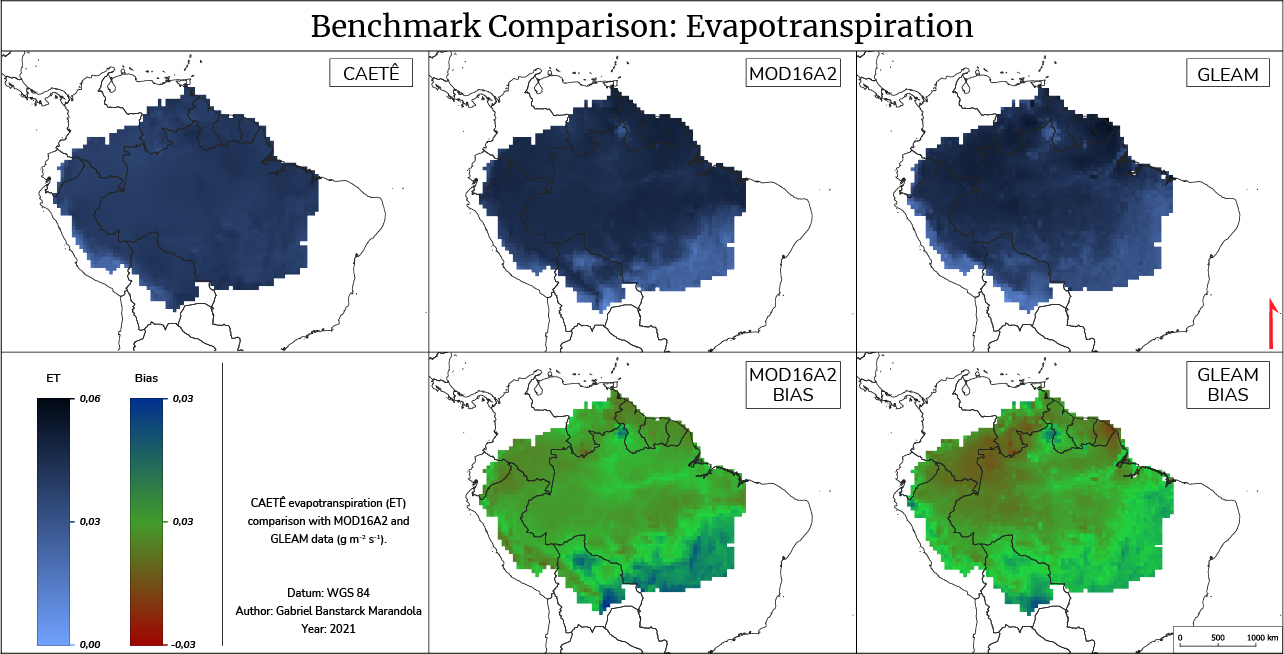 Benchmark Comparison: Evapotranspiration
CAETÊ
MOD16A2
GLEAM
ET
Bias
0,06
0,03
0,00
0,03
0,03
-0,03
CAETÊ evapotranspiration (ET)
comparison with MOD16A2 and
GLEAM data (g m⁻² s⁻¹).
Datum: WGS 84
Author: Gabriel Banstarck Marandola
Year: 2021
MOD16A2
BIAS
GLEAM
BIAS
0 500 1000 km